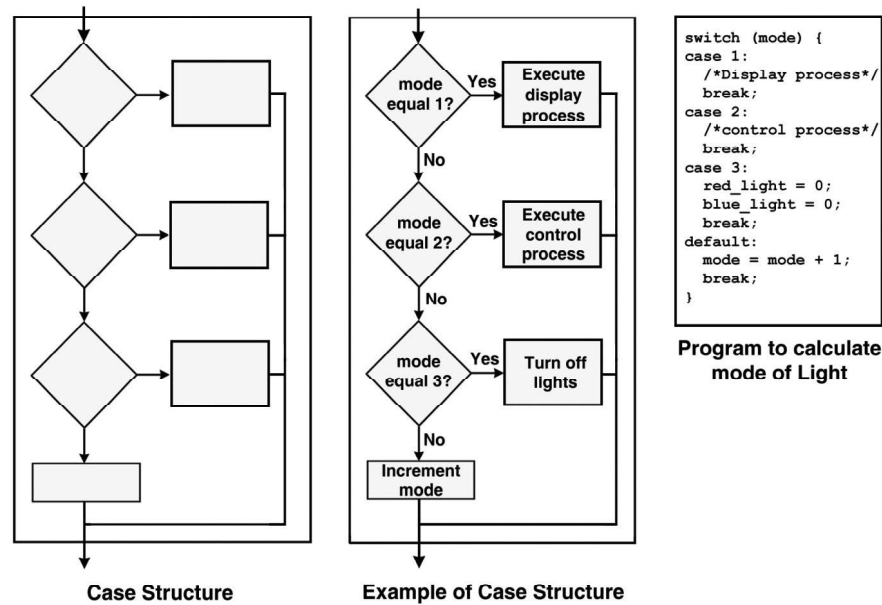 mode
equal 1?
Yes
Execute
display
process
No
mode
equal 2?
Yes
Execute
control
process
No
mode
equal 3?
Yes
Turn off
lights
No
Increment
mode
switch (mode) {
case 1:
/*Display process*/
break;
case 2:
/*control process*/
break;
case 3:
red_light = 0;
blue_light = 0;
break;
default:
mode = mode + 1;
break;
}
Program to calculate
mode of Light
Case Structure
Example of Case Structure